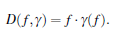 D(f,γ) = f · γ(f).